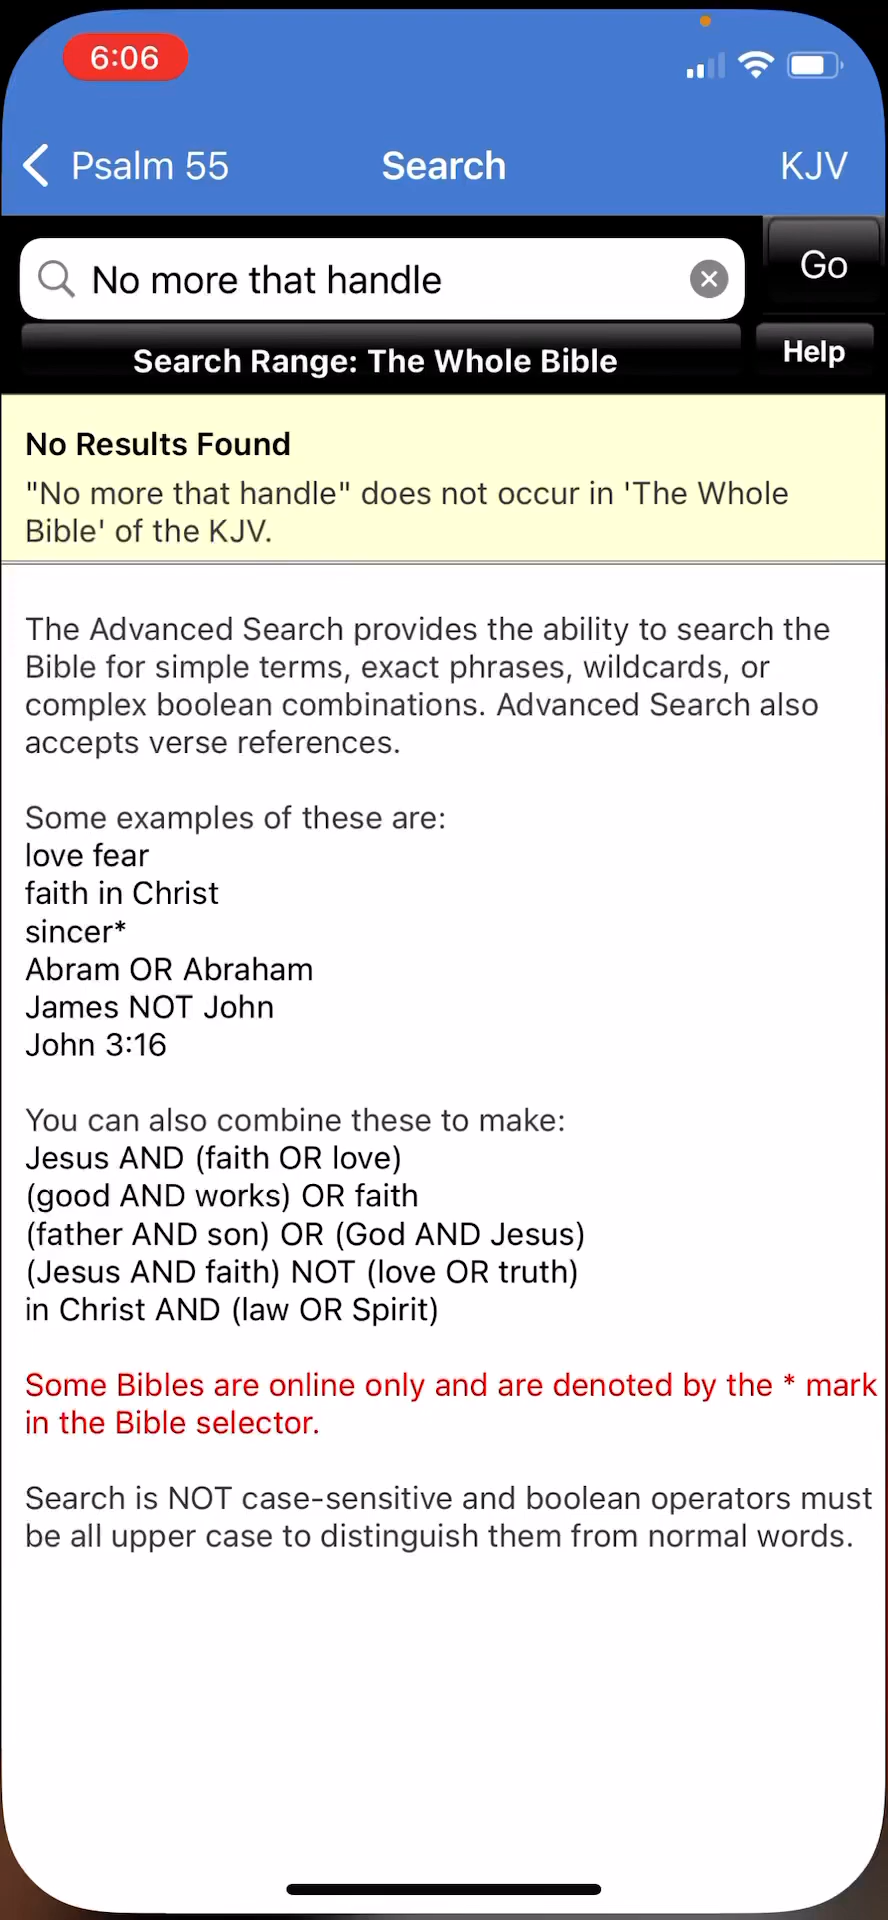 6:06
Psalm 55
Search
KJV
No more that handle
Go
Search Range: The Whole Bible
Help
No Results Found
"No more that handle" does not occur in 'The Whole
Bible' of the KJV.
The Advanced Search provides the ability to search the
Bible for simple terms, exact phrases, wildcards, or
complex boolean combinations. Advanced Search also
accepts verse references.
Some examples of these are:
love fear
faith in Christ
sincer*
Abram OR Abraham
James NOT John
John 3:16
You can also combine these to make:
Jesus AND (faith OR love)
(good AND works) OR faith
(father AND son) OR (God AND Jesus)
(Jesus AND faith) NOT (love OR truth)
in Christ AND (law OR Spirit)
Some Bibles are online only and are denoted by the * mark
in the Bible selector.
Search is NOT case-sensitive and boolean operators must
be all upper case to distinguish them from normal words.